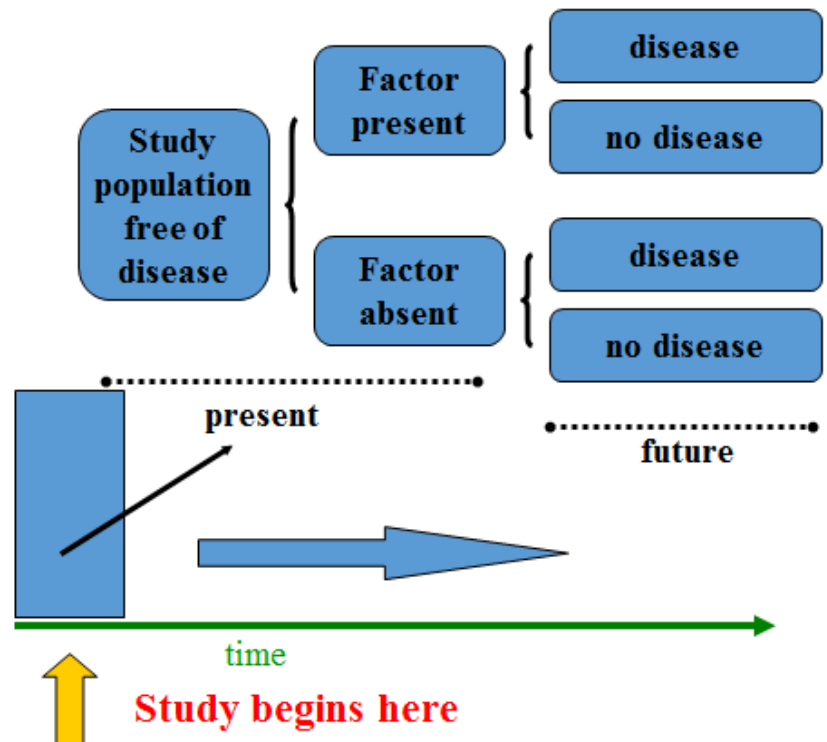 Study
population
free of
disease
Factor
present
Factor
absent
disease
no disease
disease
no disease
present
future
time
Study begins here